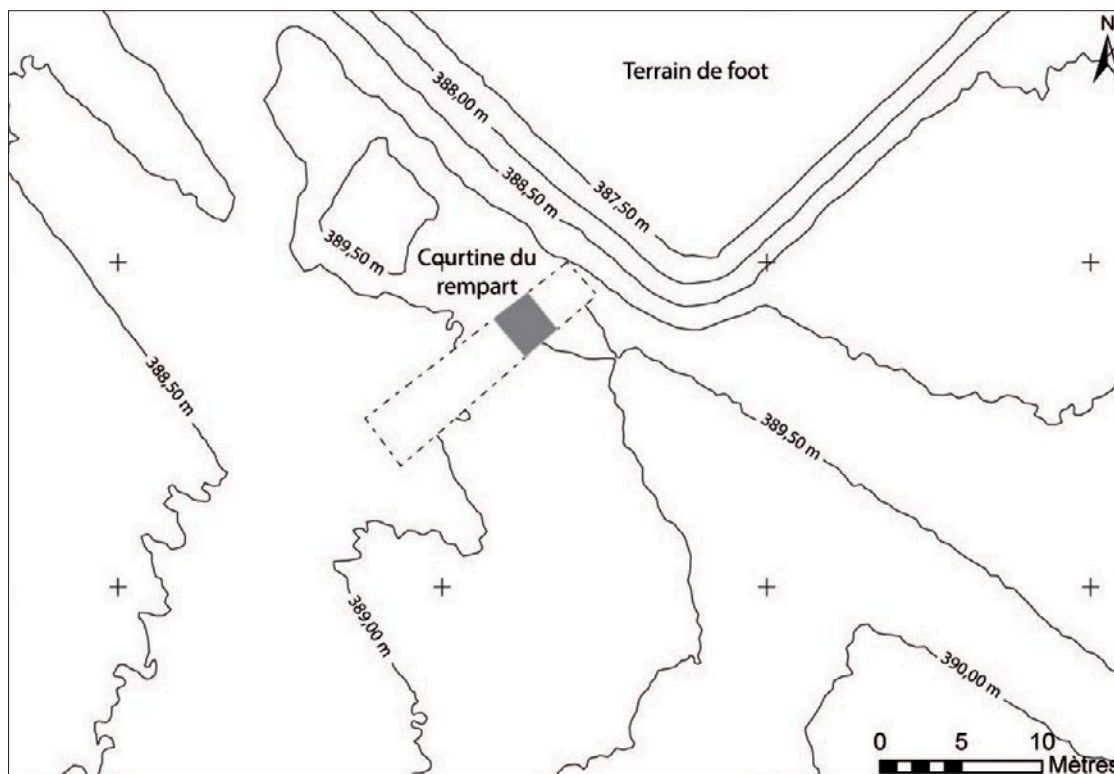 N
Terrain de foot
388,00 m
388,50 m
387,50 m
389,50 m
Courtine du
rempart
388,50 m
389,50 m
389,00 m
390,00 m
0 5 10
Mètres